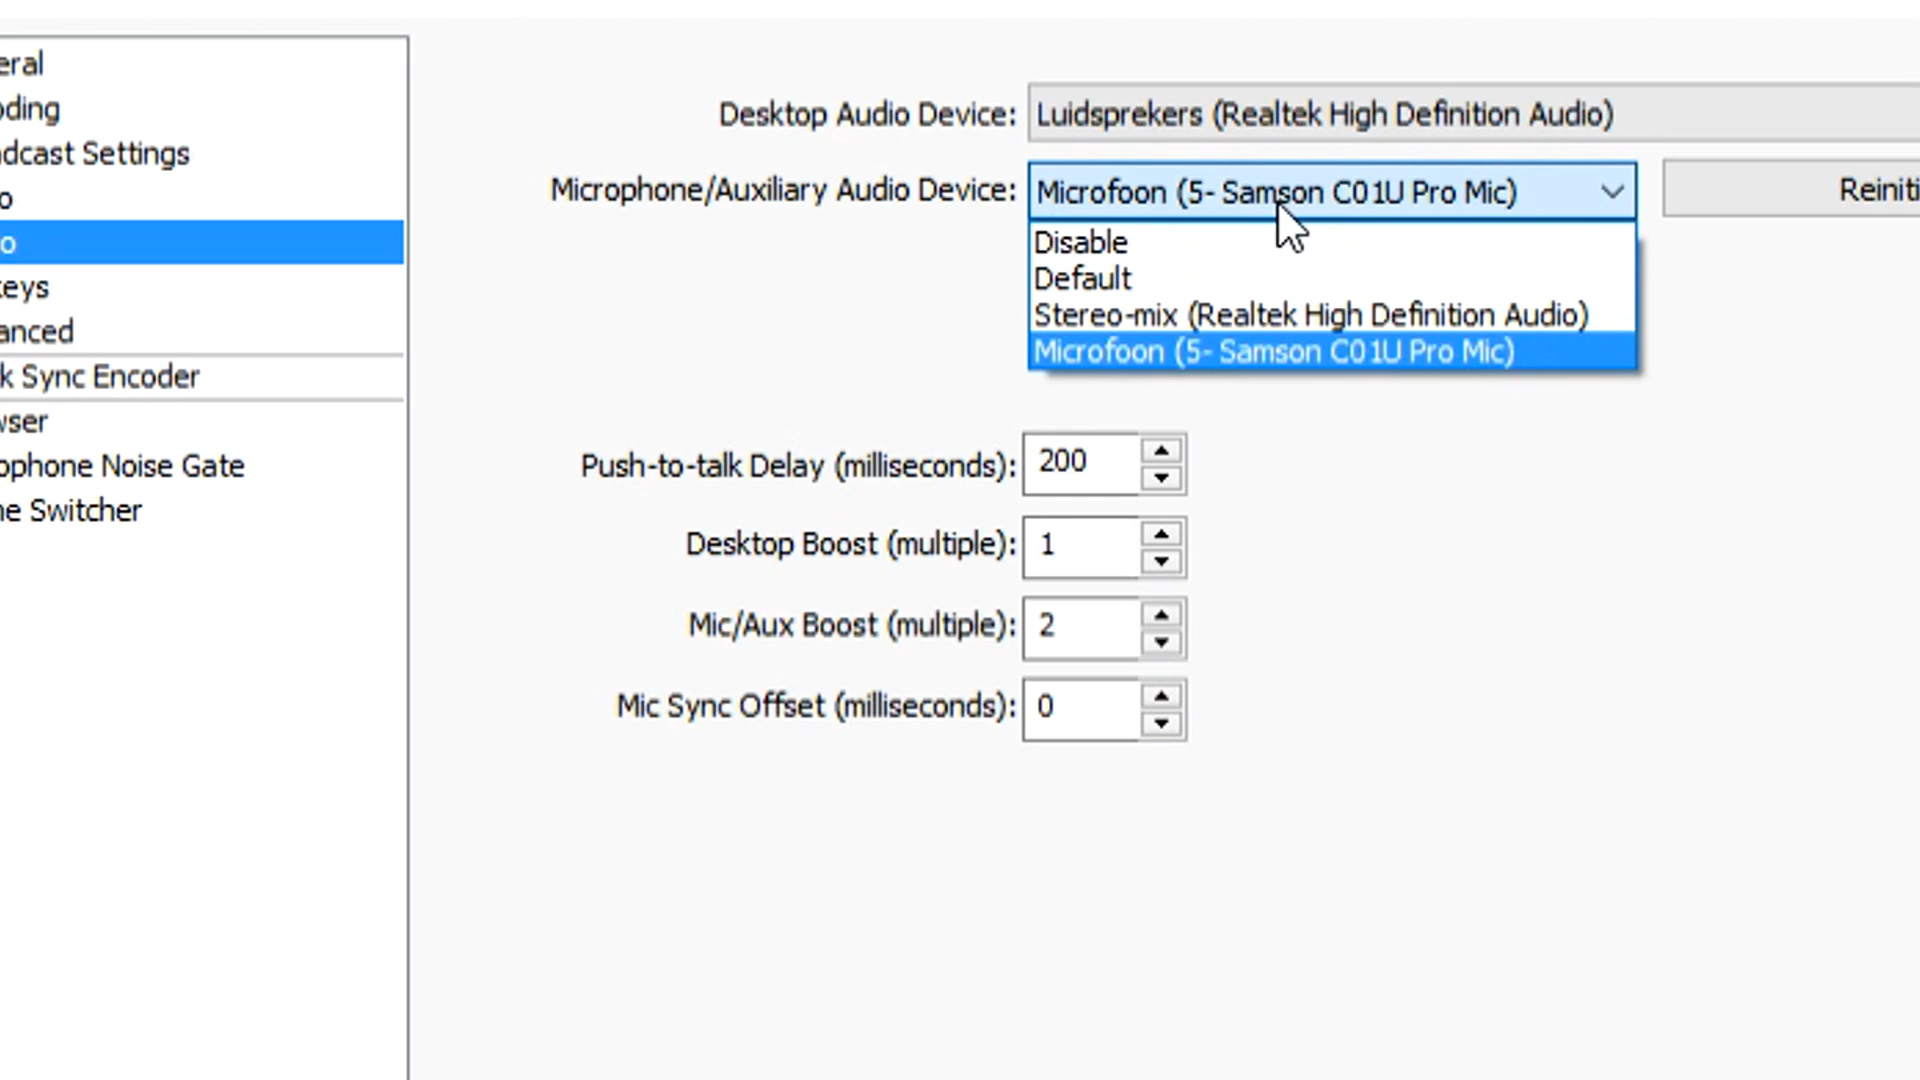 eral
oding
adcast Settings
o
o
keys
anced
k Sync Encoder
wser
ophone Noise Gate
ne Switcher
Desktop Audio Device: Luidsprekers (Realtek High Definition Audio)
Microphone/Auxiliary Audio Device: Microfoon (5- Samson C01U Pro Mic) Reiniti
Disable
Default
Stereo-mix (Realtek High Definition Audio)
Microfoon (5- Samson C01U Pro Mic)
Push-to-talk Delay (milliseconds): 200
Desktop Boost (multiple): 1
Mic/Aux Boost (multiple): 2
Mic Sync Offset (milliseconds): 0